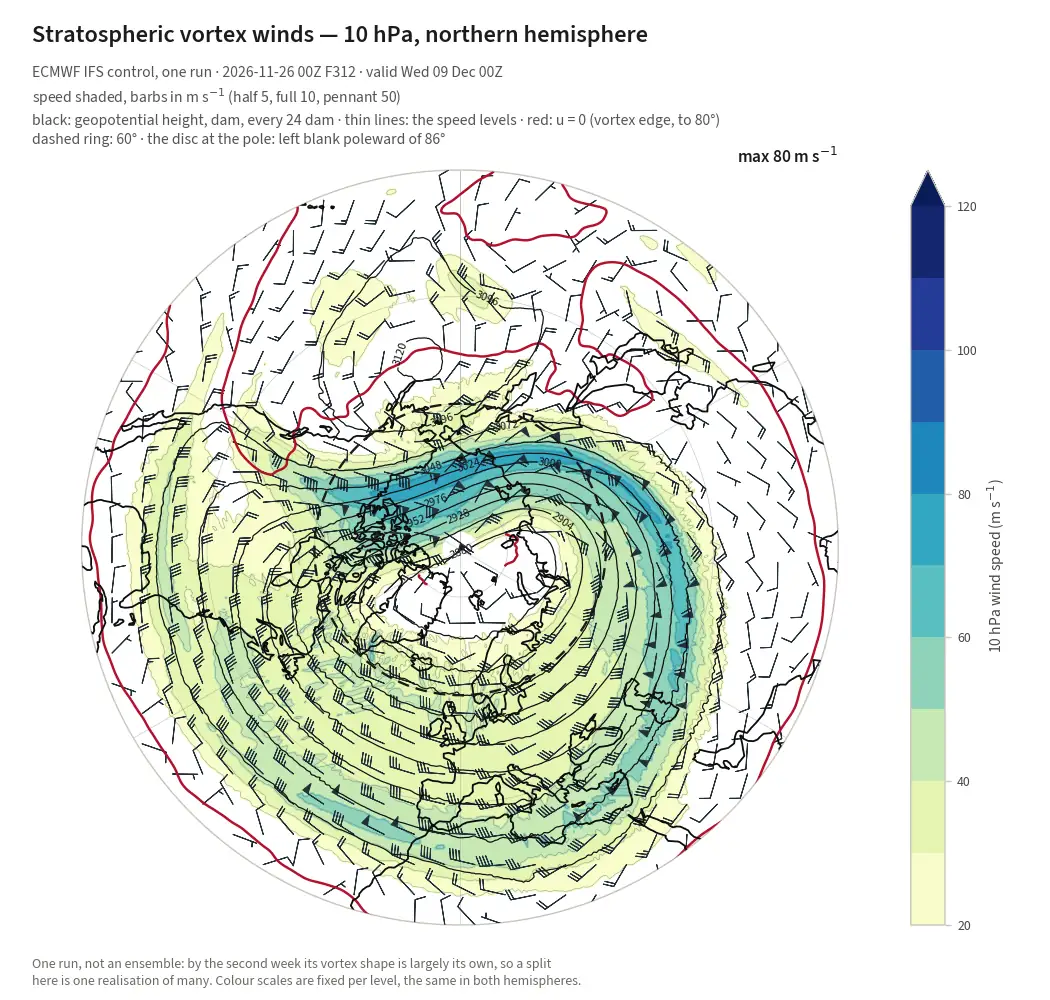 Stratospheric vortex winds — 10 hPa, northern hemisphere
ECMWF IFS control, one run · 2026-11-26 00Z F312 · valid Wed 09 Dec 00Z
speed shaded, barbs in m s⁻¹ (half 5, full 10, pennant 50)
black: geopotential height, dam, every 24 dam · thin lines: the speed levels · red: u = 0 (vortex edge, to 80°)
dashed ring: 60° · the disc at the pole: left blank poleward of 86°
max 80 m s⁻¹
120
100
80
60
40
20
10 hPa wind speed (m s⁻¹)
3096
3120
3072
3048
3024
3000
2976
2928
2904
One run, not an ensemble: by the second week its vortex shape is largely its own, so a split
here is one realisation of many. Colour scales are fixed per level, the same in both hemispheres.